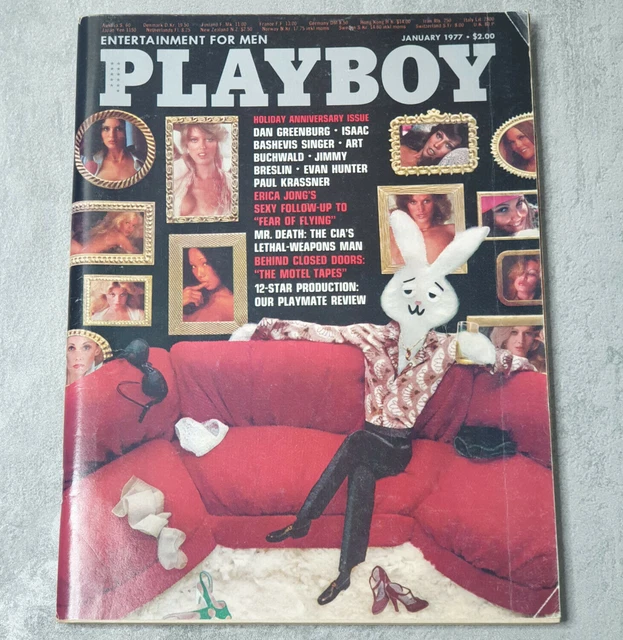 ENTERTAINMENT FOR MEN
JANUARY 1977 • $2.00
PLAYBOY
HOLIDAY ANNIVERSARY ISSUE
DAN GREENBURG • ISAAC
BASHEVIS SINGER • ART
BUCHWALD • JIMMY
BRESLIN • EVAN HUNTER
PAUL KRASSNER
ERICA JONG'S
SEXY FOLLOW-UP TO
"FEAR OF FLYING"
MR. DEATH: THE CIA'S
LETHAL-WEAPONS MAN
BEHIND CLOSED DOORS:
"THE MOTEL TAPES"
12-STAR PRODUCTION:
OUR PLAYMATE REVIEW